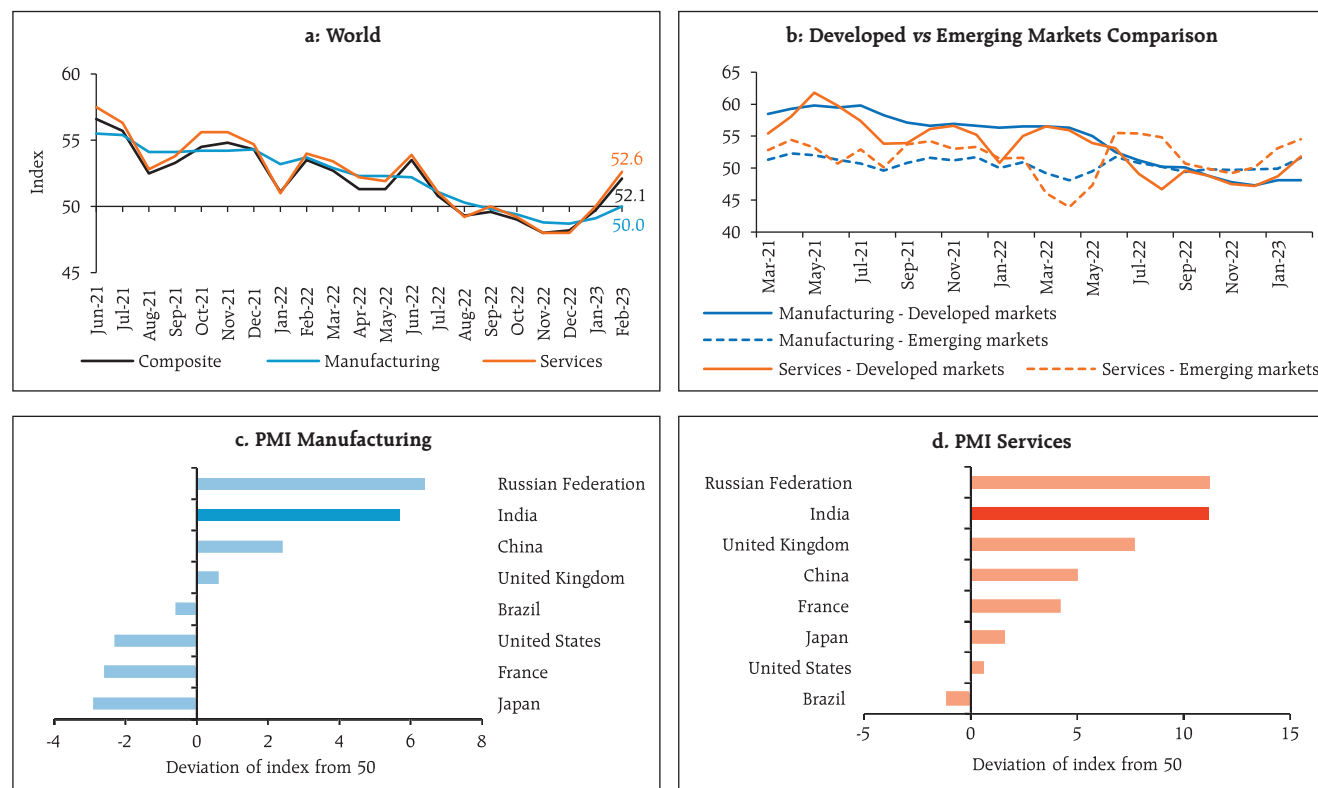 a: World
60
55
50
45
Index
52.6
52.1
50.0
Jun-21
Jul-21
Aug-21
Sep-21
Oct-21
Nov-21
Dec-21
Jan-22
Feb-22
Mar-22
Apr-22
May-22
Jun-22
Jul-22
Aug-22
Sep-22
Oct-22
Nov-22
Dec-22
Jan-23
Feb-23
Composite
Manufacturing
Services
b: Developed vs Emerging Markets Comparison
65
60
55
50
45
40
Mar-21
May-21
Jul-21
Sep-21
Nov-21
Jan-22
Mar-22
May-22
Jul-22
Sep-22
Nov-22
Jan-23
Manufacturing - Developed markets
Manufacturing - Emerging markets
Services - Developed markets
Services - Emerging markets
c. PMI Manufacturing
Russian Federation
India
China
United Kingdom
Brazil
United States
France
Japan
-4
-2
0
2
4
6
8
Deviation of index from 50
d. PMI Services
Russian Federation
India
United Kingdom
China
France
Japan
United States
Brazil
-5
0
5
10
15
Deviation of index from 50